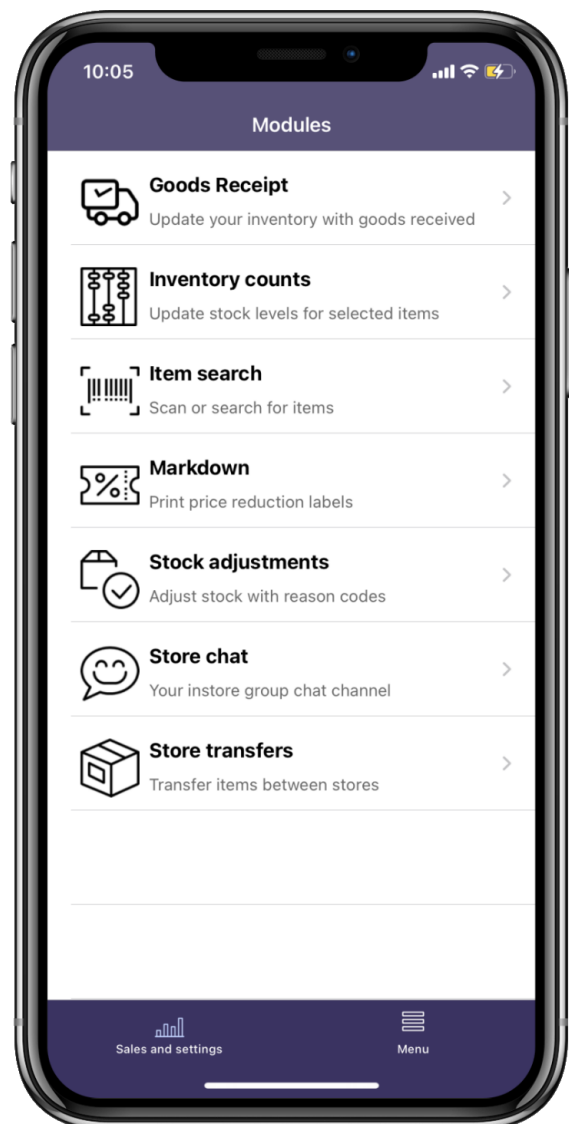 10:05
Modules
Goods Receipt
Update your inventory with goods received
Inventory counts
Update stock levels for selected items
Item search
Scan or search for items
Markdown
Print price reduction labels
Stock adjustments
Adjust stock with reason codes
Store chat
Your instore group chat channel
Store transfers
Transfer items between stores
Sales and settings
Menu